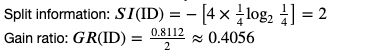 Split information: SI(ID) = − [4 × 1/4 log₂ 1/4] = 2
Gain ratio: GR(ID) = 0.8112/2 ≈ 0.4056